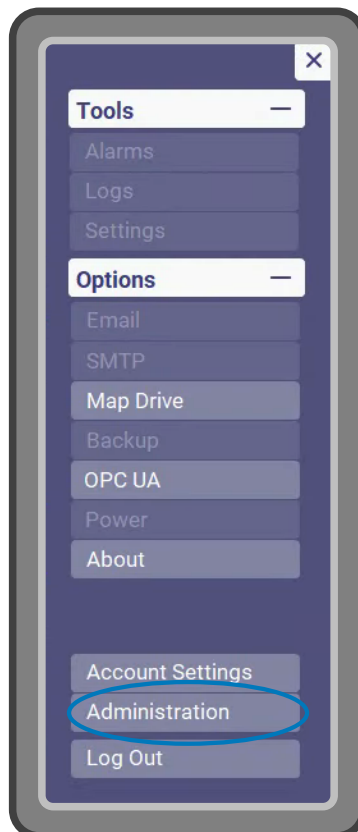 Tools
Alarms
Logs
Settings
Options
Email
SMTP
Map Drive
Backup
OPC UA
Power
About
Account Settings
Administration
Log Out